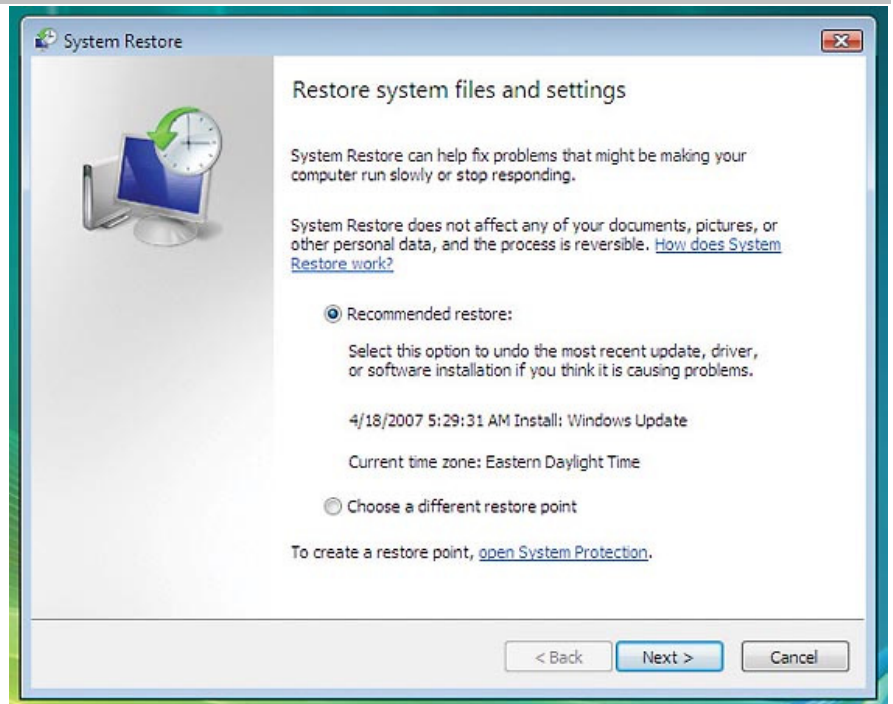 System Restore
Restore system files and settings
System Restore can help fix problems that might be making your
computer run slowly or stop responding.
System Restore does not affect any of your documents, pictures, or
other personal data, and the process is reversible. How does System
Restore work?
Recommended restore:
Select this option to undo the most recent update, driver,
or software installation if you think it is causing problems.
4/18/2007 5:29:31 AM Install: Windows Update
Current time zone: Eastern Daylight Time
Choose a different restore point
To create a restore point, open System Protection.
< Back Next > Cancel